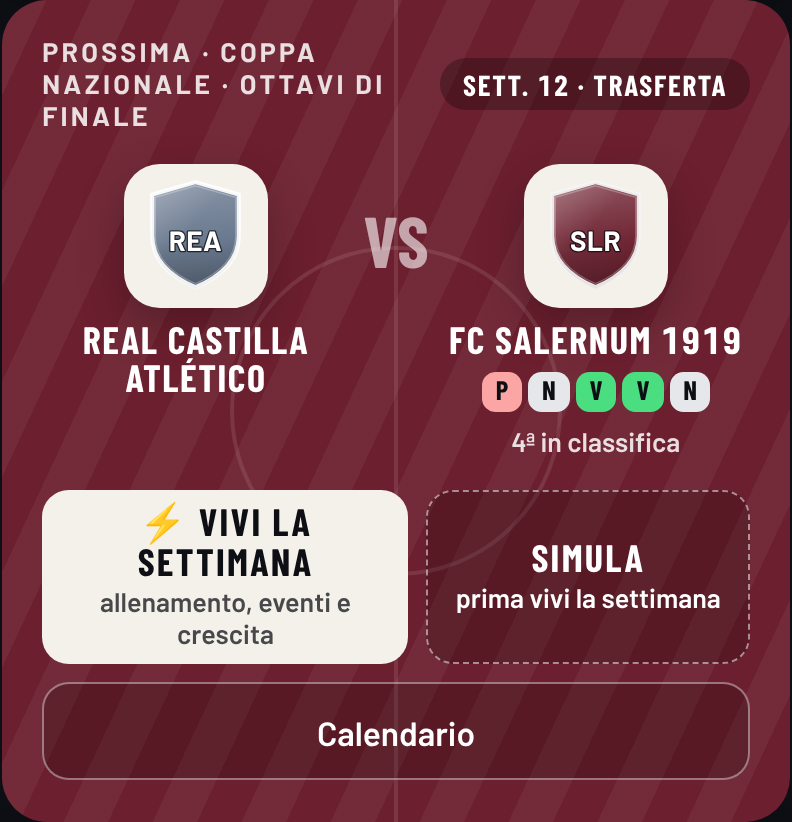 PROSSIMA · COPPA
NAZIONALE · OTTAVI DI
FINALE
SETT. 12 · TRASFERTA
REA
VS
SLR
REAL CASTILLA
ATLÉTICO
FC SALERNUM 1919
P N V V N
4ª in classifica
⚡ VIVI LA
SETTIMANA
allenamento, eventi e
crescita
SIMULA
prima vivi la settimana
Calendario